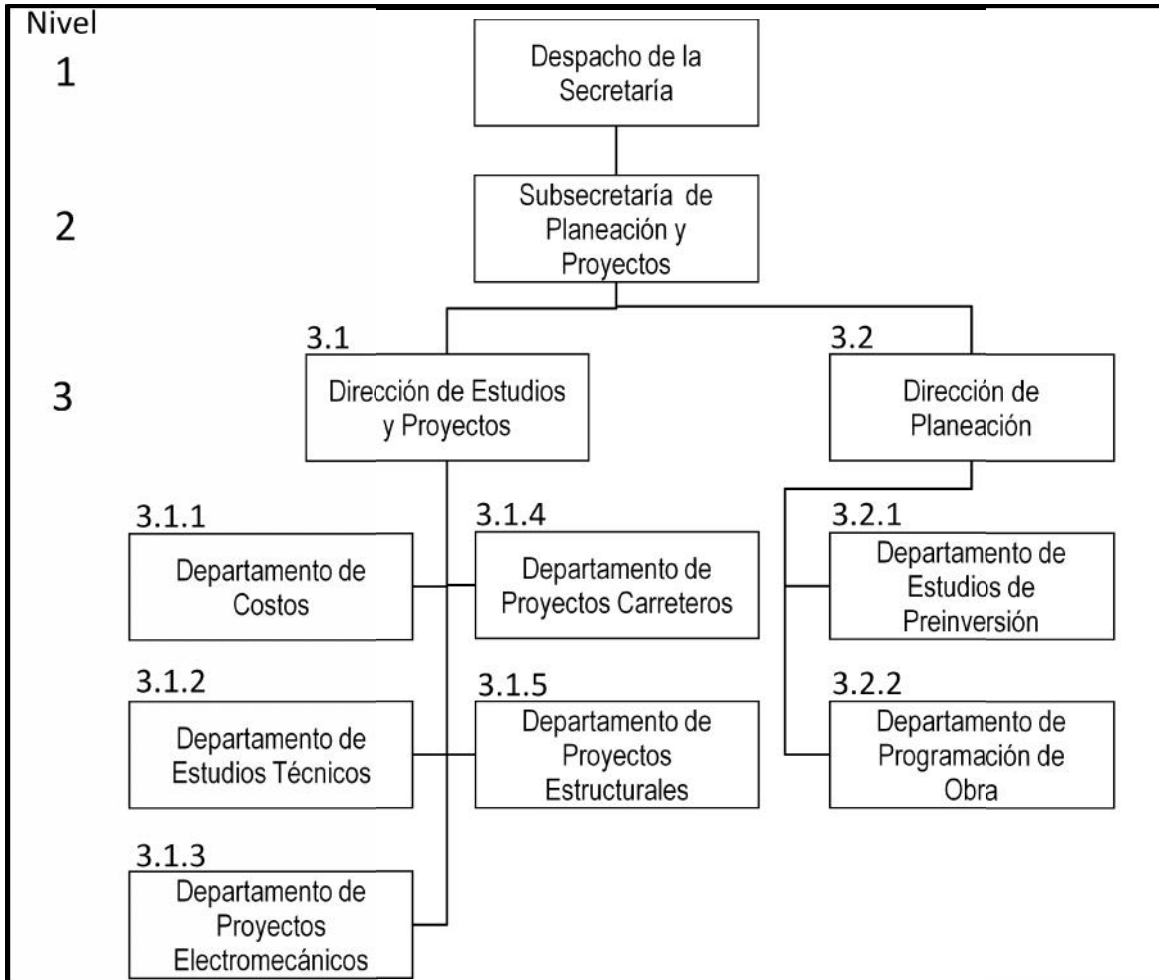 Nivel
1
Despacho de la
Secretaría
2
Subsecretaría de
Planeación y
Proyectos
3
3.1
Dirección de Estudios
y Proyectos
3.2
Dirección de
Planeación
3.1.1
Departamento de
Costos
3.1.4
Departamento de
Proyectos Carreteros
3.2.1
Departamento de
Estudios de
Preinversión
3.1.2
Departamento de
Estudios Técnicos
3.1.5
Departamento de
Proyectos
Estructurales
3.2.2
Departamento de
Programación de
Obra
3.1.3
Departamento de
Proyectos
Electromecánicos